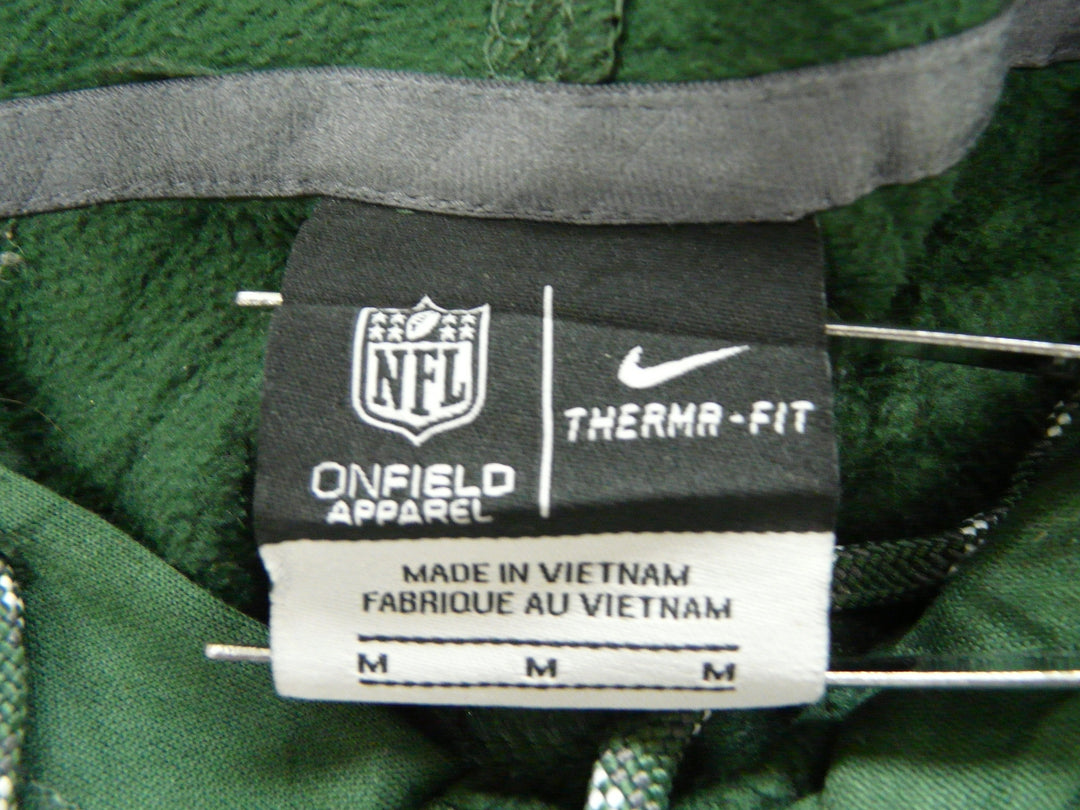 NFL
ONFIELD
APPAREL
THERMA-FIT
MADE IN VIETNAM
FABRIQUE AU VIETNAM
M M M